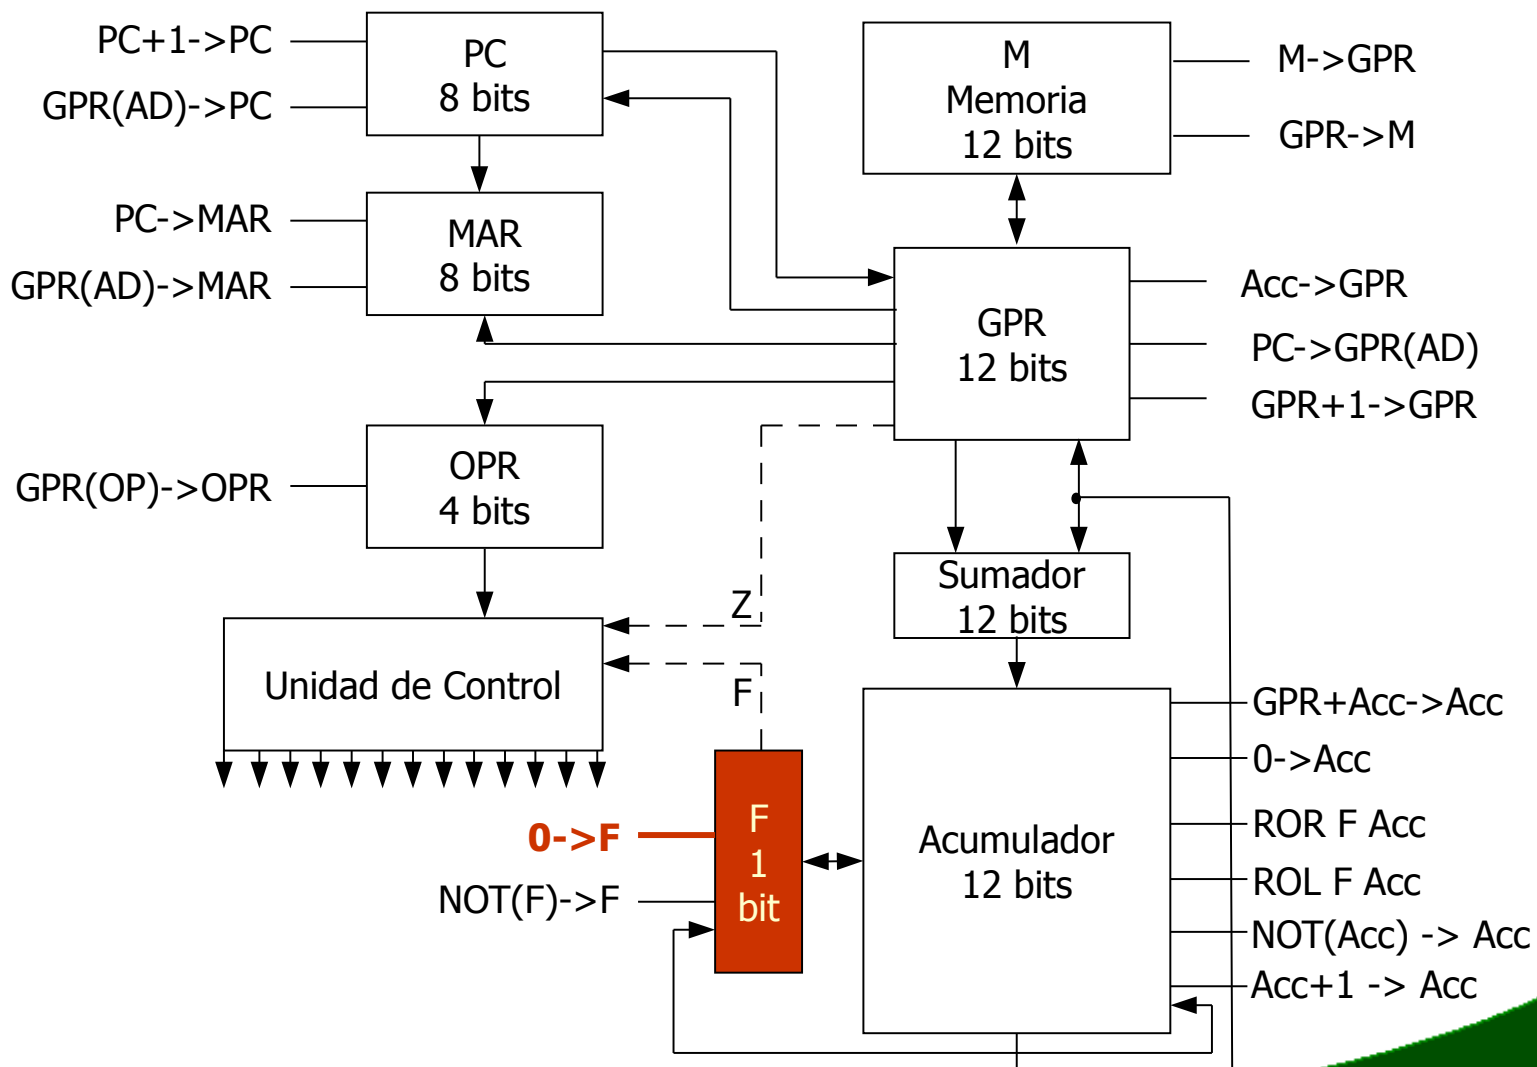 PC+1->PC
GPR(AD)->PC
PC
8 bits
M
Memoria
12 bits
M->GPR
GPR->M
PC->MAR
GPR(AD)->MAR
MAR
8 bits
GPR
12 bits
Acc->GPR
PC->GPR(AD)
GPR+1->GPR
GPR(OP)->OPR
OPR
4 bits
Sumador
12 bits
Z
F
Unidad de Control
0->F
NOT(F)->F
F
1
bit
Acumulador
12 bits
GPR+Acc->Acc
0->Acc
ROR F Acc
ROL F Acc
NOT(Acc) -> Acc
Acc+1 -> Acc